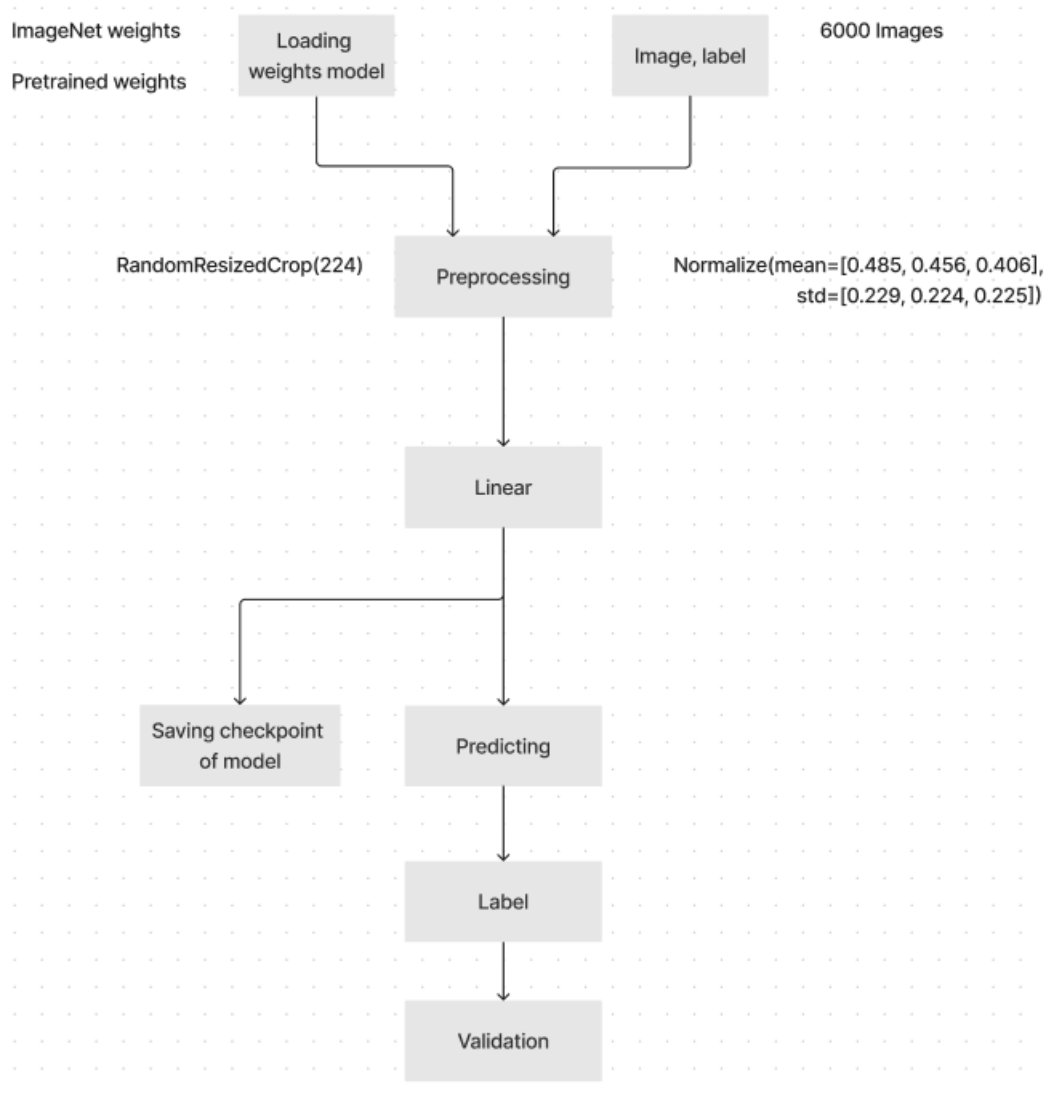 ImageNet weights
Pretrained weights
Loading
weights model
Image, label
6000 Images
RandomResizedCrop(224)
Preprocessing
Normalize(mean=[0.485, 0.456, 0.406],
std=[0.229, 0.224, 0.225])
Linear
Saving checkpoint
of model
Predicting
Label
Validation